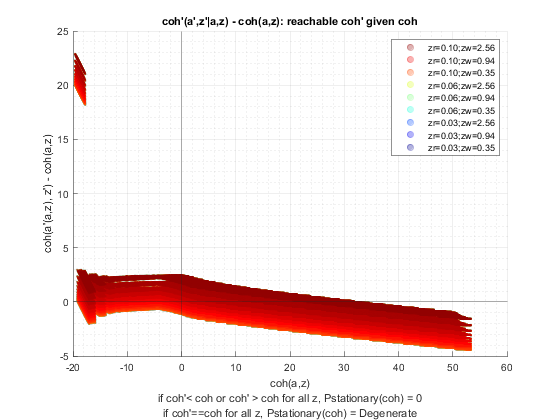 coh'(a',z'|a,z) - coh(a,z): reachable coh' given coh
25
20
15
10
5
0
-5
-20
-10
0
10
20
30
40
50
60
coh(a'(a,z), z') - coh(a,z)
zr=0.10;zw=2.56
zr=0.10;zw=0.94
zr=0.10;zw=0.35
zr=0.06;zw=2.56
zr=0.06;zw=0.94
zr=0.06;zw=0.35
zr=0.03;zw=2.56
zr=0.03;zw=0.94
zr=0.03;zw=0.35
coh(a,z)
if coh'< coh or coh' > coh for all z, Pstationary(coh) = 0
if coh'==coh for all z, Pstationary(coh) = Degenerate